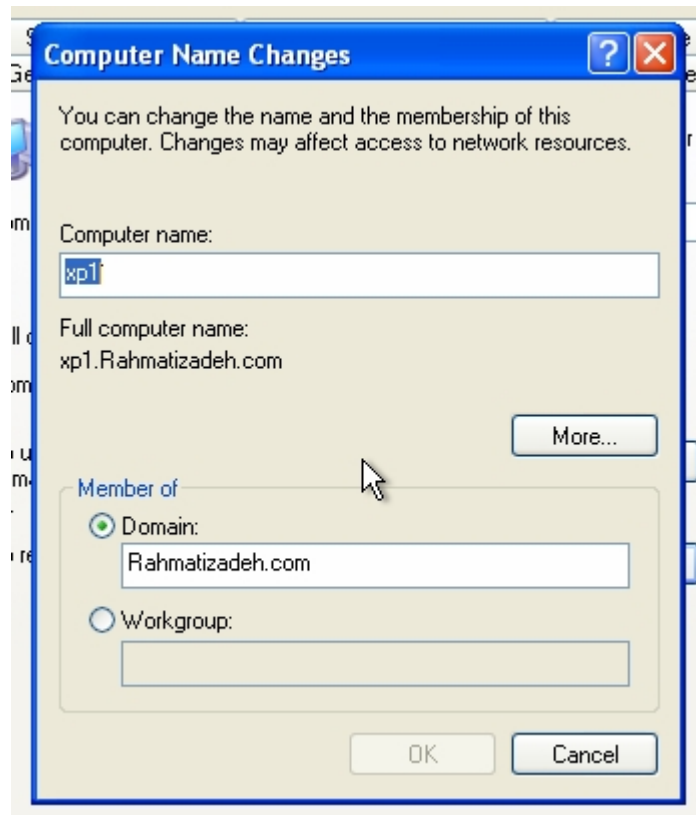 Computer Name Changes
You can change the name and the membership of this
computer. Changes may affect access to network resources.
Computer name:
xp1
Full computer name:
xp1.Rahmatizadeh.com
More...
Member of
Domain:
Rahmatizadeh.com
Workgroup:
OK
Cancel